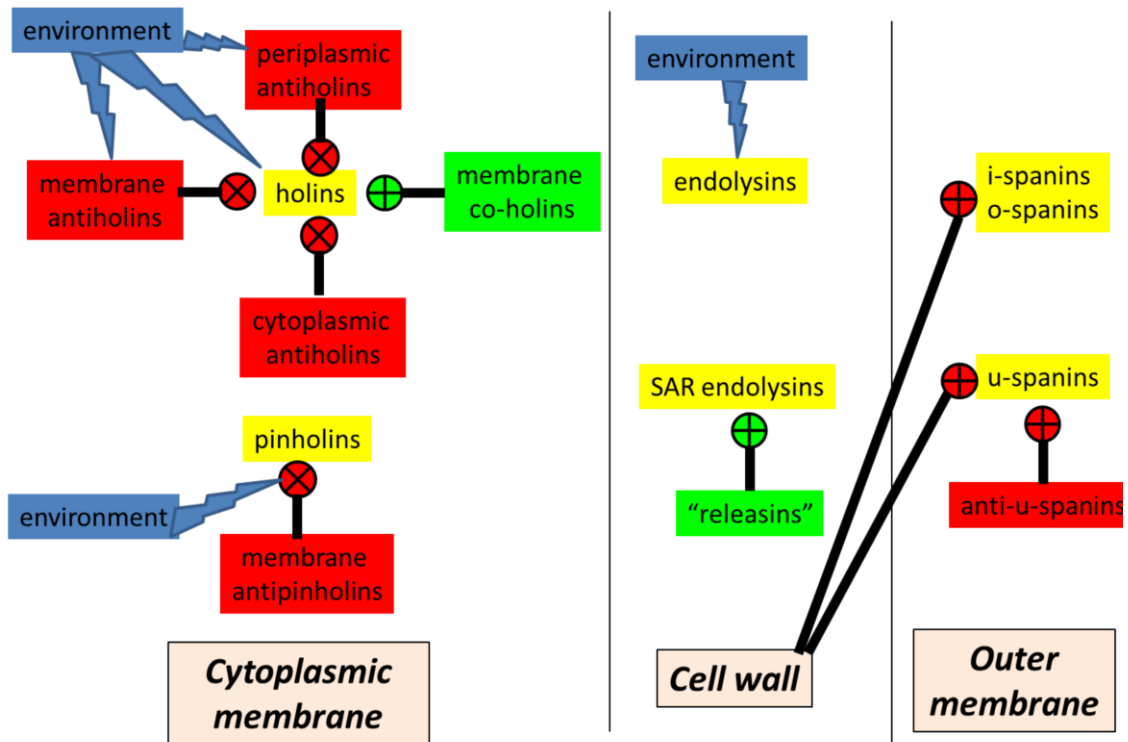 environment
periplasmic
antiholins
membrane
antiholins
holins
membrane
co-holins
cytoplasmic
antiholins
pinholins
environment
membrane
antipinholins
Cytoplasmic
membrane
environment
endolysins
SAR endolysins
“releasins”
Cell wall
i-spanins
o-spanins
u-spanins
anti-u-spanins
Outer
membrane